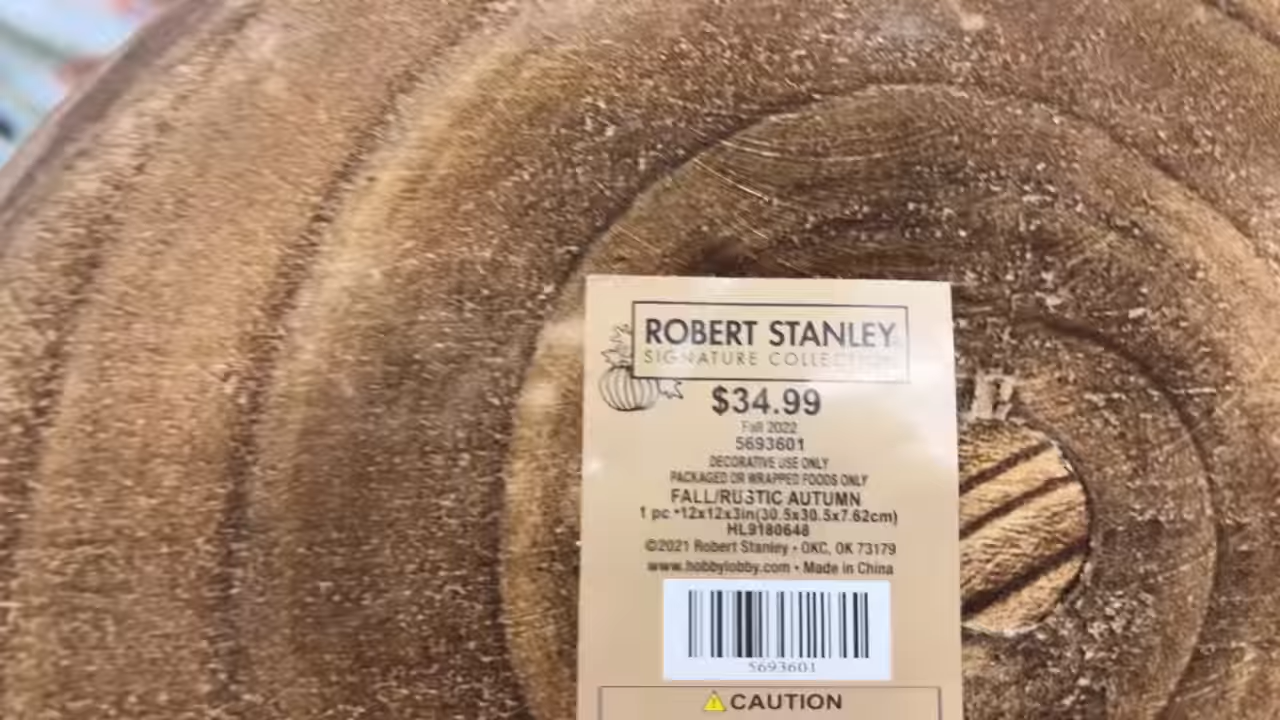 ROBERT STANLEY
SIGNATURE COLLECTION
$34.99
Fall 2022
5693601
DECORATIVE USE ONLY
PACKAGED OR WRAPPED FOODS ONLY
FALL/RUSTIC AUTUMN
1 pc *12x12x3in(30.5x30.5x7.62cm)
HL9180648
©2021 Robert Stanley • OKC, OK 73179
www.hobbylobby.com • Made in China
5693601
CAUTION